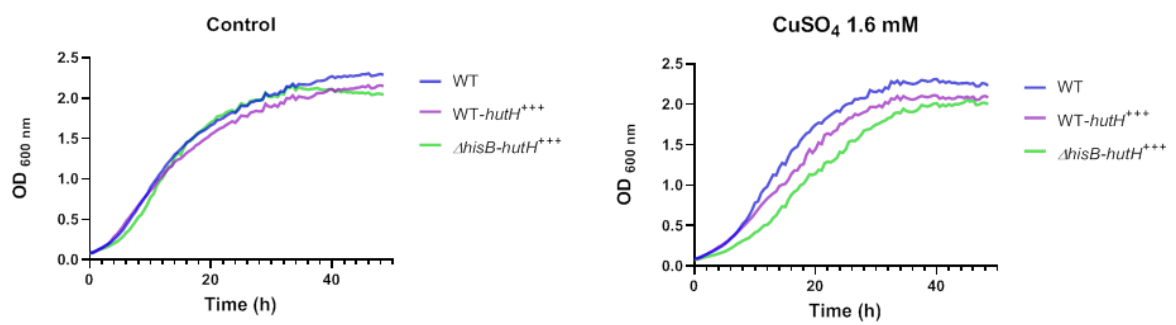 Control
2.5
2.0
1.5
1.0
0.5
0.0
OD 600 nm
0
20
40
Time (h)
WT
WT-hutH+++
ΔhisB-hutH+++
CuSO4 1.6 mM
2.5
2.0
1.5
1.0
0.5
0.0
OD 600 nm
0
20
40
Time (h)
WT
WT-hutH+++
ΔhisB-hutH+++